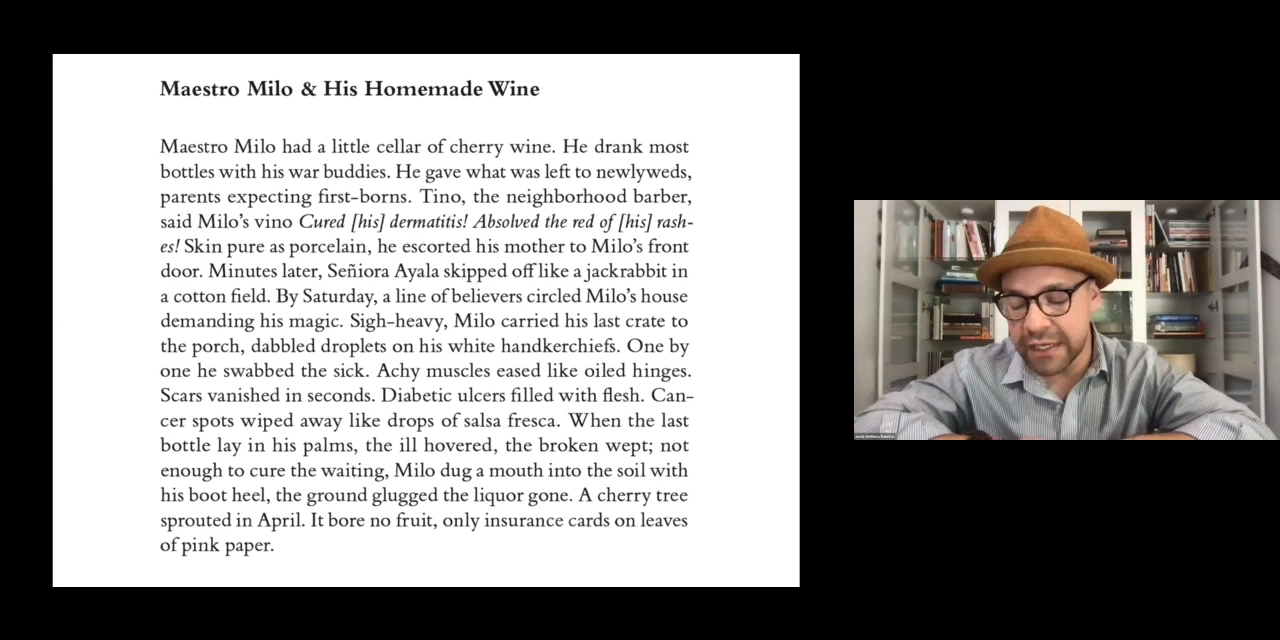 Maestro Milo & His Homemade Wine
Maestro Milo had a little cellar of cherry wine. He drank most
bottles with his war buddies. He gave what was left to newlyweds,
parents expecting first-borns. Tino, the neighborhood barber,
said Milo's vino Cured [his] dermatitis! Absolved the red of [his] rash-
es! Skin pure as porcelain, he escorted his mother to Milo's front
door. Minutes later, Señiora Ayala skipped off like a jackrabbit in
a cotton field. By Saturday, a line of believers circled Milo's house
demanding his magic. Sigh-heavy, Milo carried his last crate to
the porch, dabbled droplets on his white handkerchiefs. One by
one he swabbed the sick. Achy muscles eased like oiled hinges.
Scars vanished in seconds. Diabetic ulcers filled with flesh. Can-
cer spots wiped away like drops of salsa fresca. When the last
bottle lay in his palms, the ill hovered, the broken wept; not
enough to cure the waiting, Milo dug a mouth into the soil with
his boot heel, the ground glugged the liquor gone. A cherry tree
sprouted in April. It bore no fruit, only insurance cards on leaves
of pink paper.